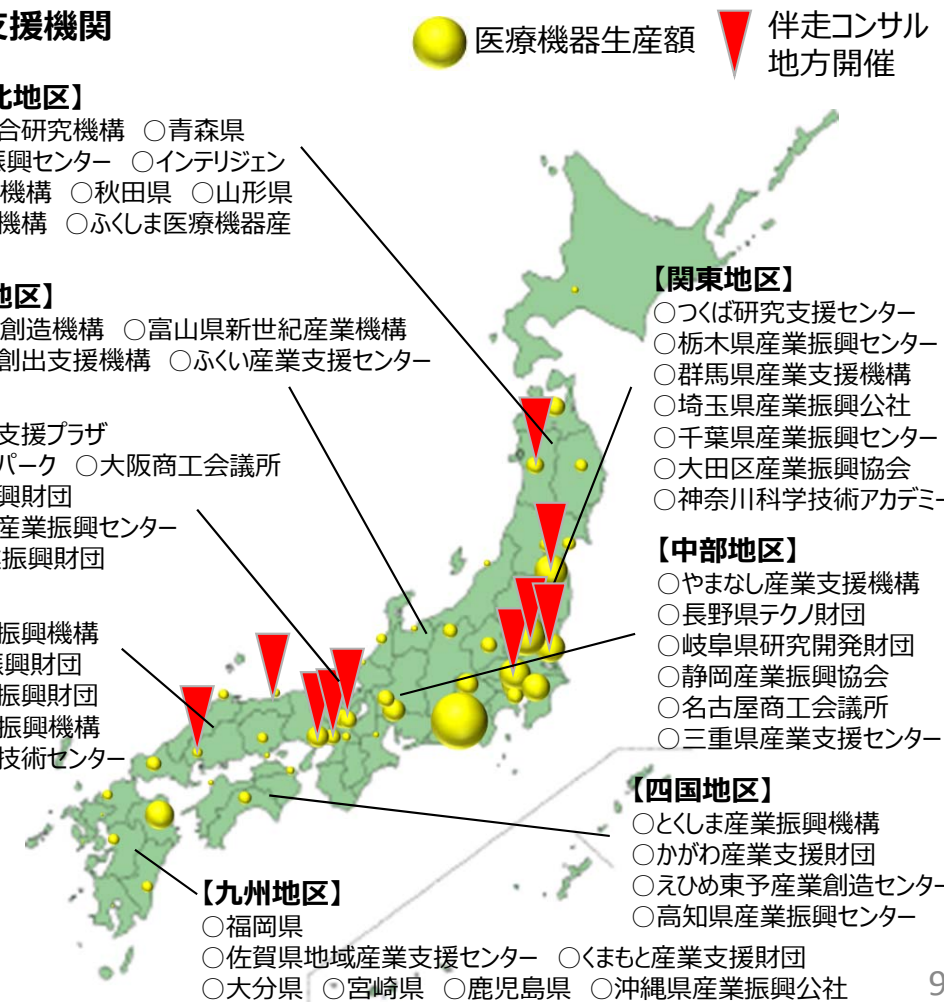 支援機関
医療機器生産額
伴走コンサル
地方開催
北地区】
合研究機構 ○青森県
振興センター ○インテリジェン
機構 ○秋田県 ○山形県
機構 ○ふくしま医療機器産
地区】
創造機構 ○富山県新世紀産業機構
創出支援機構 ○ふくい産業支援センター
支援プラザ
パーク ○大阪商工会議所
興財団
産業振興センター
振興財団
振興機構
振興財団
振興財団
振興機構
技術センター
【関東地区】
○つくば研究支援センター
○栃木県産業振興センター
○群馬県産業支援機構
○埼玉県産業振興公社
○千葉県産業振興センター
○大田区産業振興協会
○神奈川科学技術アカデミー
【中部地区】
○やまなし産業支援機構
○長野県テクノ財団
○岐阜県研究開発財団
○静岡産業振興協会
○名古屋商工会議所
○三重県産業支援センター
【四国地区】
○とくしま産業振興機構
○かがわ産業支援財団
○えひめ東予産業創造センター
○高知県産業振興センター
【九州地区】
○福岡県
○佐賀県地域産業支援センター ○くまもと産業支援財団
○大分県 ○宮崎県 ○鹿児島県 ○沖縄県産業振興公社
9